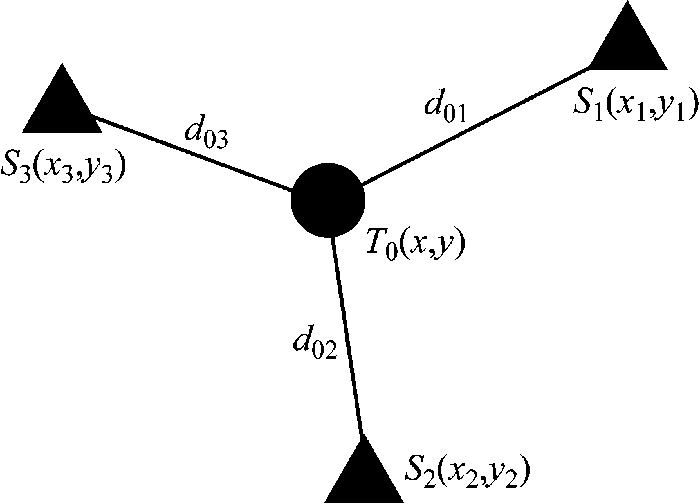 d₀₁
S₁(x₁,y₁)
d₀₃
S₃(x₃,y₃)
T₀(x,y)
d₀₂
S₂(x₂,y₂)